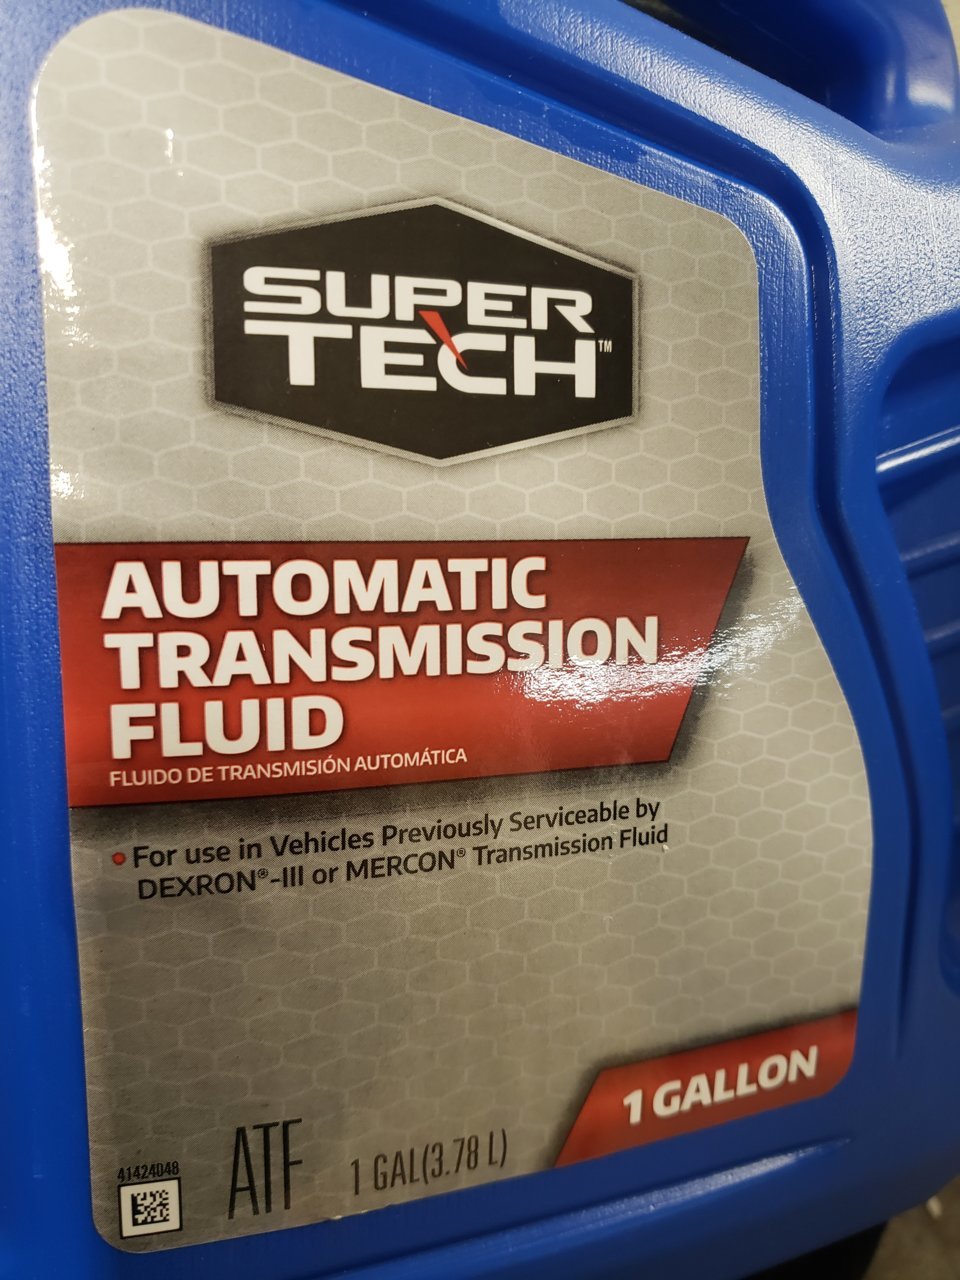 SUPER
TECH™
AUTOMATIC
TRANSMISSION
FLUID
FLUIDO DE TRANSMISIÓN AUTOMÁTICA
• For use in Vehicles Previously Serviceable by
DEXRON®-III or MERCON® Transmission Fluid
1 GALLON
41424048
ATF
1 GAL(3.78 L)